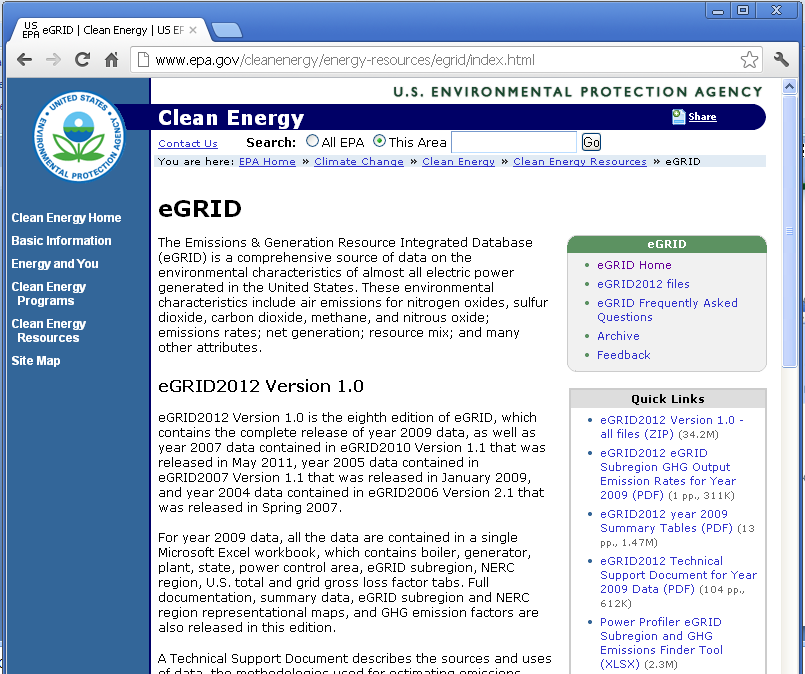 US EPA eGRID | Clean Energy | US EP
www.epa.gov/cleanenergy/energy-resources/egrid/index.html
U.S. ENVIRONMENTAL PROTECTION AGENCY
UNITED STATES ENVIRONMENTAL PROTECTION AGENCY
Clean Energy
Share
Contact Us Search: All EPA This Area Go
You are here: EPA Home » Climate Change » Clean Energy » Clean Energy Resources » eGRID
Clean Energy Home
Basic Information
Energy and You
Clean Energy
Programs
Clean Energy
Resources
Site Map
eGRID
The Emissions & Generation Resource Integrated Database
(eGRID) is a comprehensive source of data on the
environmental characteristics of almost all electric power
generated in the United States. These environmental
characteristics include air emissions for nitrogen oxides, sulfur
dioxide, carbon dioxide, methane, and nitrous oxide;
emissions rates; net generation; resource mix; and many
other attributes.
eGRID2012 Version 1.0
eGRID2012 Version 1.0 is the eighth edition of eGRID, which
contains the complete release of year 2009 data, as well as
year 2007 data contained in eGRID2010 Version 1.1 that was
released in May 2011, year 2005 data contained in
eGRID2007 Version 1.1 that was released in January 2009,
and year 2004 data contained in eGRID2006 Version 2.1 that
was released in Spring 2007.
For year 2009 data, all the data are contained in a single
Microsoft Excel workbook, which contains boiler, generator,
plant, state, power control area, eGRID subregion, NERC
region, U.S. total and grid gross loss factor tabs. Full
documentation, summary data, eGRID subregion and NERC
region representational maps, and GHG emission factors are
also released in this edition.
A Technical Support Document describes the sources and uses
of data, the methodologies used for estimating emissions,
eGRID
• eGRID Home
• eGRID2012 files
• eGRID Frequently Asked
Questions
• Archive
• Feedback
Quick Links
• eGRID2012 Version 1.0 -
all files (ZIP) (34.2M)
• eGRID2012 eGRID
Subregion GHG Output
Emission Rates for Year
2009 (PDF) (1 pp., 311K)
• eGRID2012 year 2009
Summary Tables (PDF) (13
pp., 1.47M)
• eGRID2012 Technical
Support Document for Year
2009 Data (PDF) (104 pp.,
612K)
• Power Profiler eGRID
Subregion and GHG
Emissions Finder Tool
(XLSX) (2.3M)